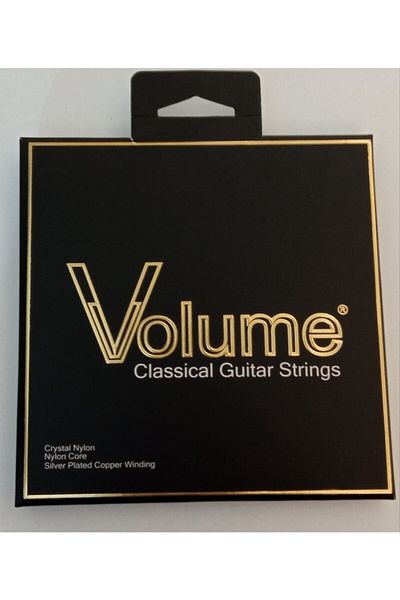 Volume®
Classical Guitar Strings
Crystal Nylon
Nylon Core
Silver Plated Copper Winding